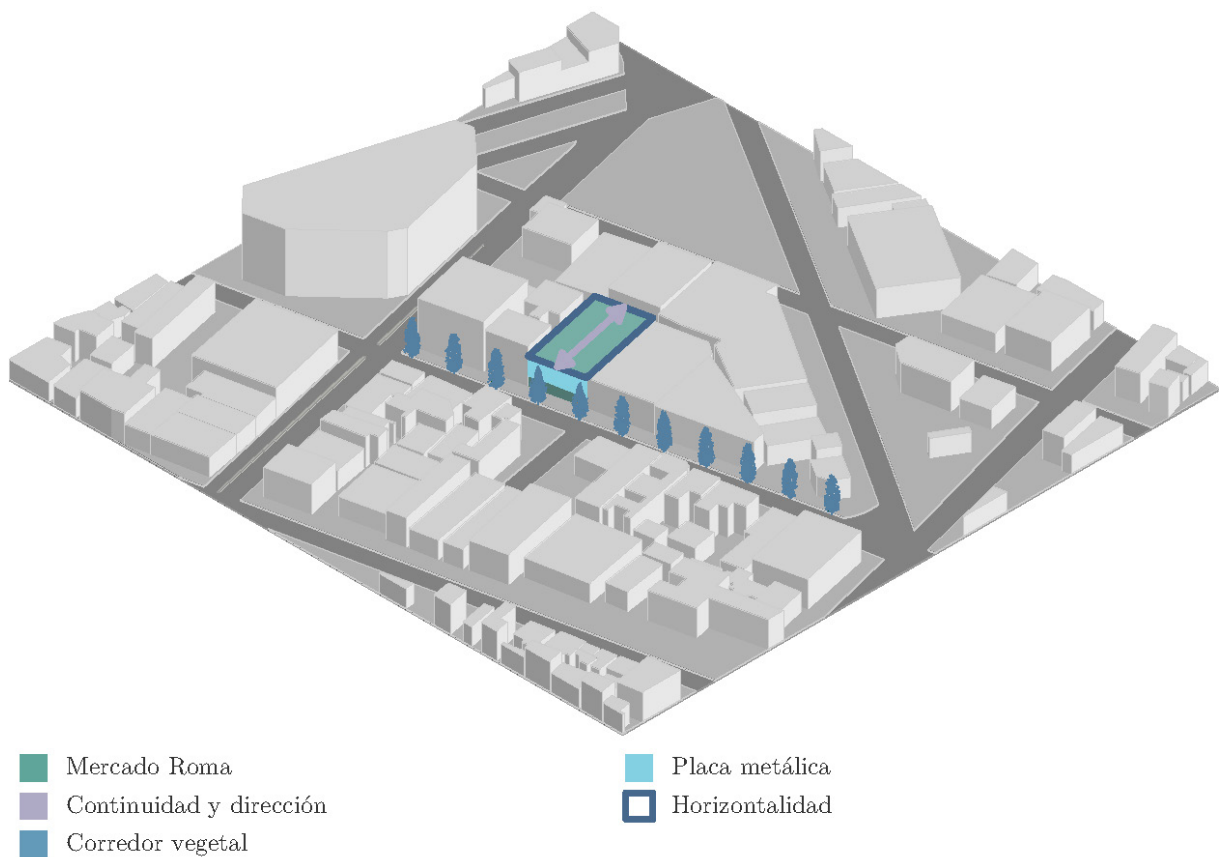 Mercado Roma
Continuidad y dirección
Corredor vegetal
Placa metálica
Horizontalidad